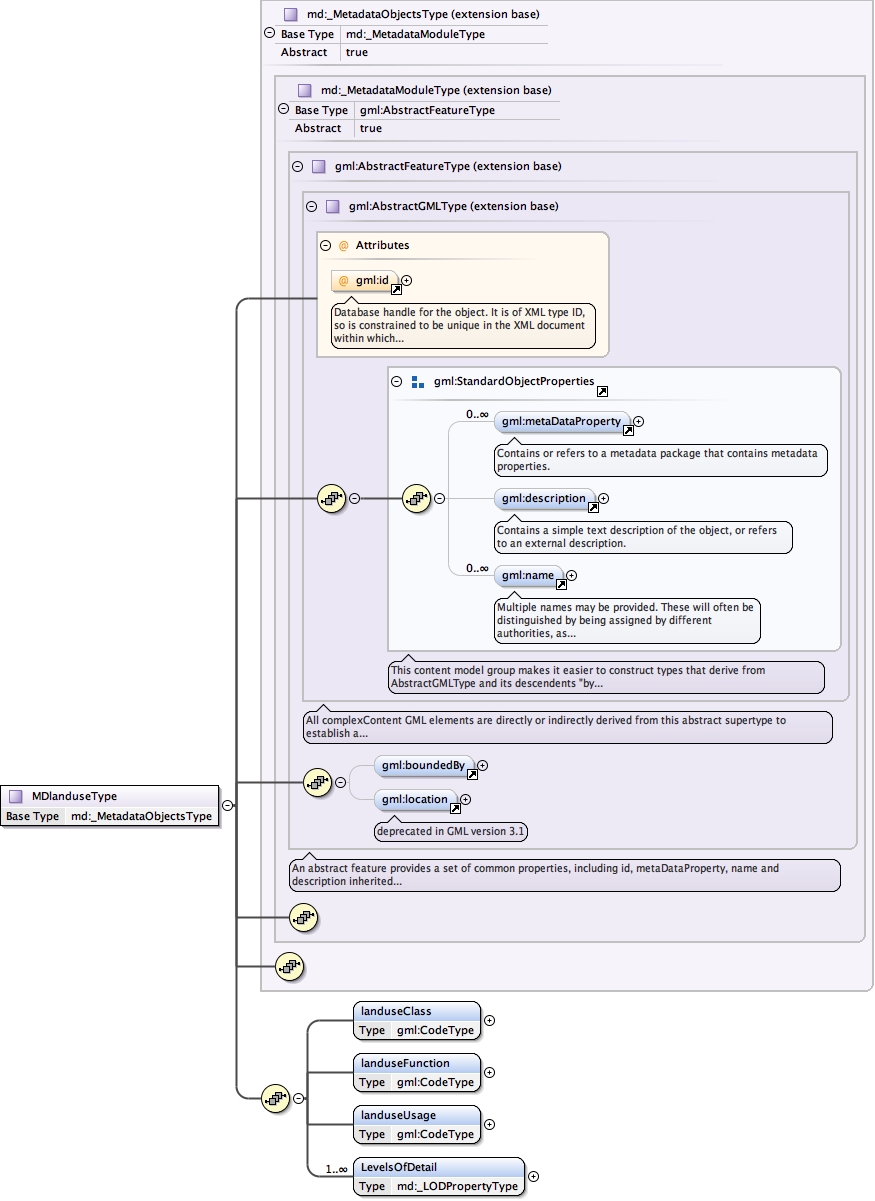 md:_MetadataObjectsType (extension base)
Base Type md:_MetadataModuleType
Abstract true
md:_MetadataModuleType (extension base)
Base Type gml:AbstractFeatureType
Abstract true
gml:AbstractFeatureType (extension base)
gml:AbstractGMLType (extension base)
@ Attributes
@ gml:id
Database handle for the object. It is of XML type ID,
so is constrained to be unique in the XML document
within which...
gml:StandardObjectProperties
0..∞
gml:metaDataProperty
Contains or refers to a metadata package that contains metadata
properties.
gml:description
Contains a simple text description of the object, or refers
to an external description.
0..∞
gml:name
Multiple names may be provided. These will often be
distinguished by being assigned by different
authorities, as...
This content model group makes it easier to construct types that derive from
AbstractGMLType and its descendents "by...
All complexContent GML elements are directly or indirectly derived from this abstract supertype to
establish a...
gml:boundedBy
gml:location
deprecated in GML version 3.1
MDlanduseType
Base Type md:_MetadataObjectsType
An abstract feature provides a set of common properties, including id, metaDataProperty, name and
description inherited...
landuseClass
Type gml:CodeType
landuseFunction
Type gml:CodeType
landuseUsage
Type gml:CodeType
1..∞
LevelsOfDetail
Type md:_LODPropertyType